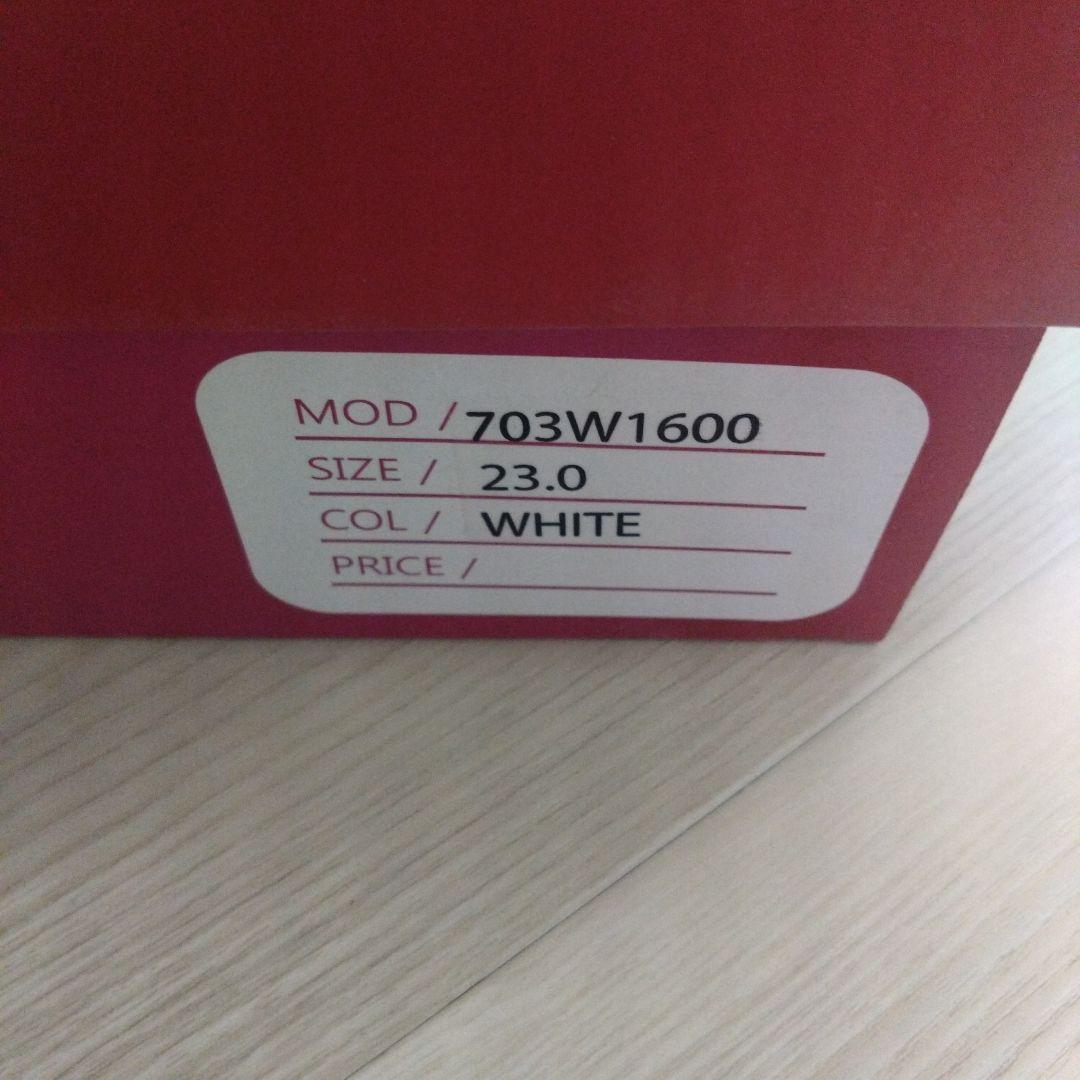 MOD / 703W1600
SIZE / 23.0
COL / WHITE
PRICE /